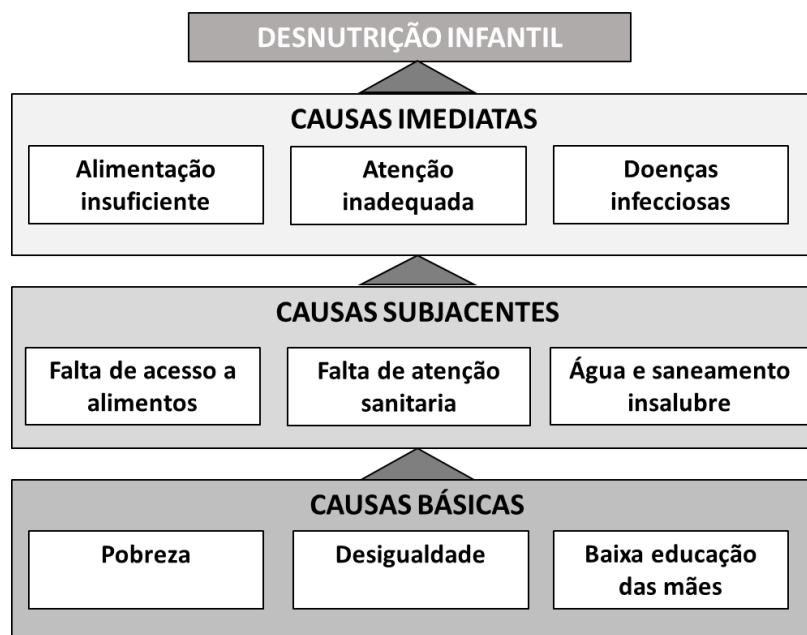 DESNUTRIÇÃO INFANTIL
CAUSAS IMEDIATAS
Alimentação
insuficiente
Atenção
inadequada
Doenças
infecciosas
CAUSAS SUBJACENTES
Falta de acesso a
alimentos
Falta de atenção
sanitaria
Água e saneamento
insalubre
CAUSAS BÁSICAS
Pobreza
Desigualdade
Baixa educação
das mães